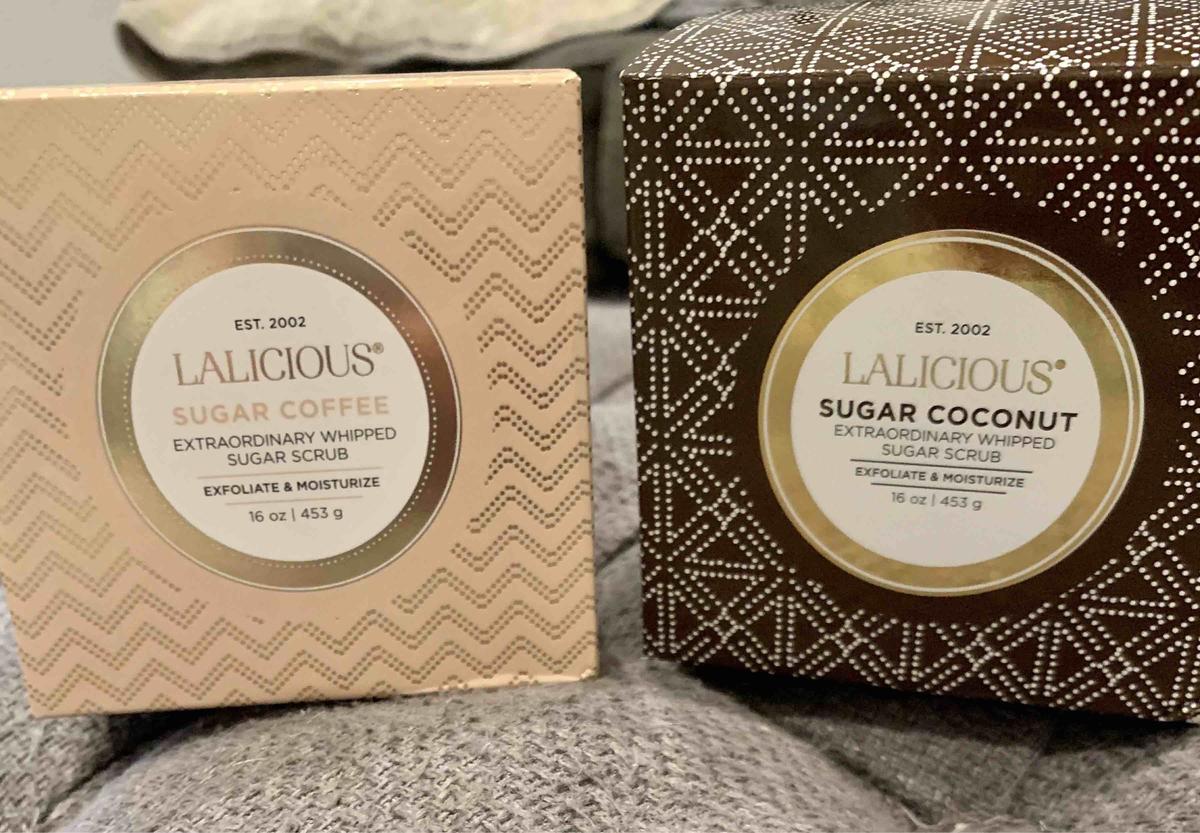 EST. 2002
LALICIOUS®
SUGAR COFFEE
EXTRAORDINARY WHIPPED
SUGAR SCRUB
EXFOLIATE & MOISTURIZE
16 oz | 453 g
EST. 2002
LALICIOUS®
SUGAR COCONUT
EXTRAORDINARY WHIPPED
SUGAR SCRUB
EXFOLIATE & MOISTURIZE
16 oz | 453 g